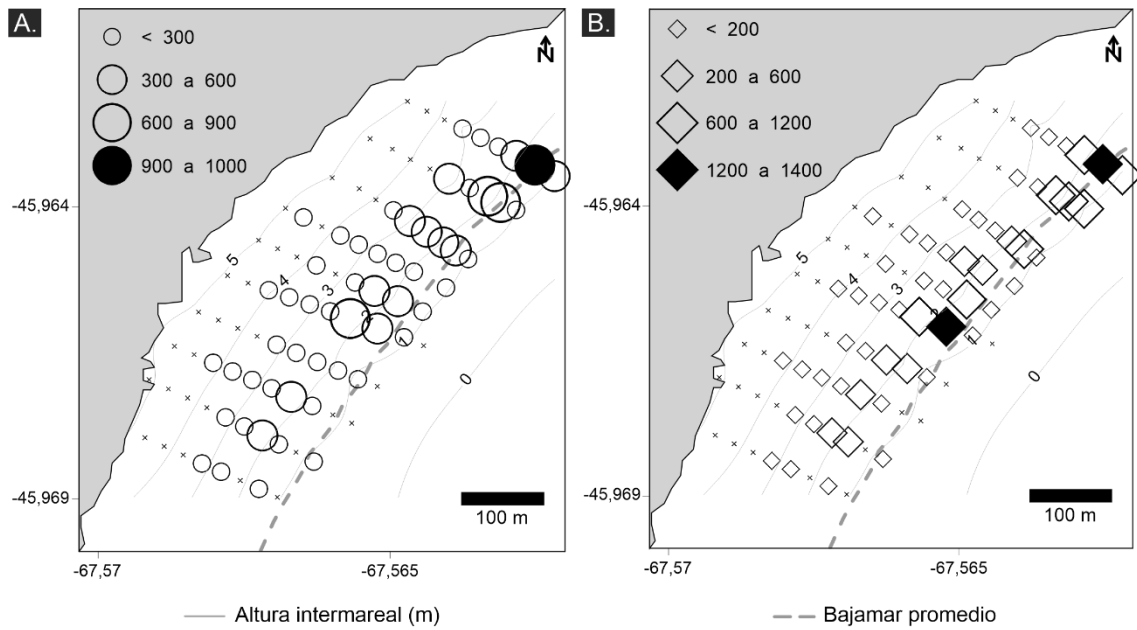 A.
< 300
300 a 600
600 a 900
900 a 1000
N
-45,964
-45,969
5
4
3
2
1
0
100 m
-67,57
-67,565
B.
< 200
200 a 600
600 a 1200
1200 a 1400
N
-45,964
-45,969
5
4
3
2
1
0
100 m
-67,57
-67,565
Altura intermareal (m)
Bajamar promedio